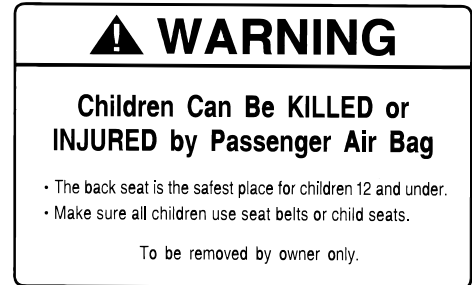 WARNING
Children Can Be KILLED or
INJURED by Passenger Air Bag
· The back seat is the safest place for children 12 and under.
· Make sure all children use seat belts or child seats.
To be removed by owner only.